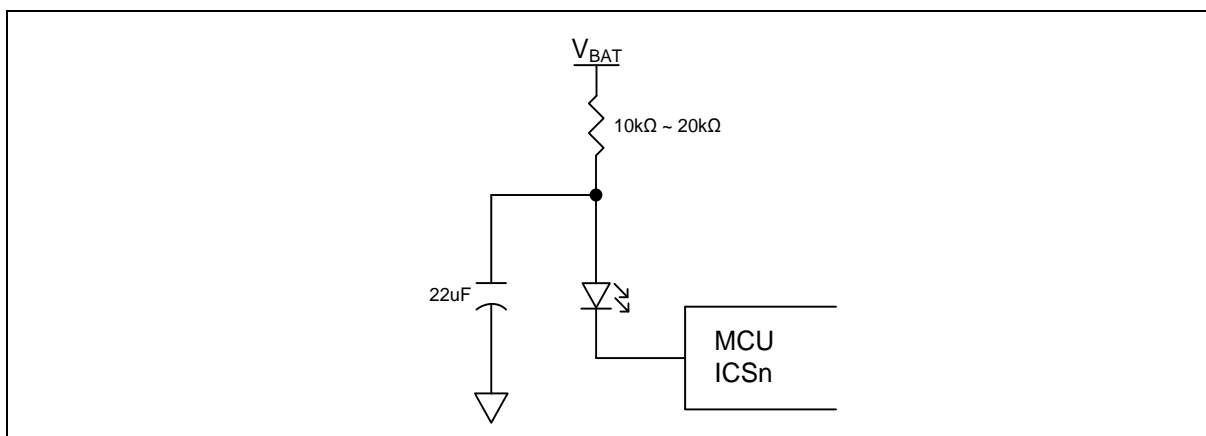 VBAT
10kΩ ~ 20kΩ
22uF
MCU
ICSn